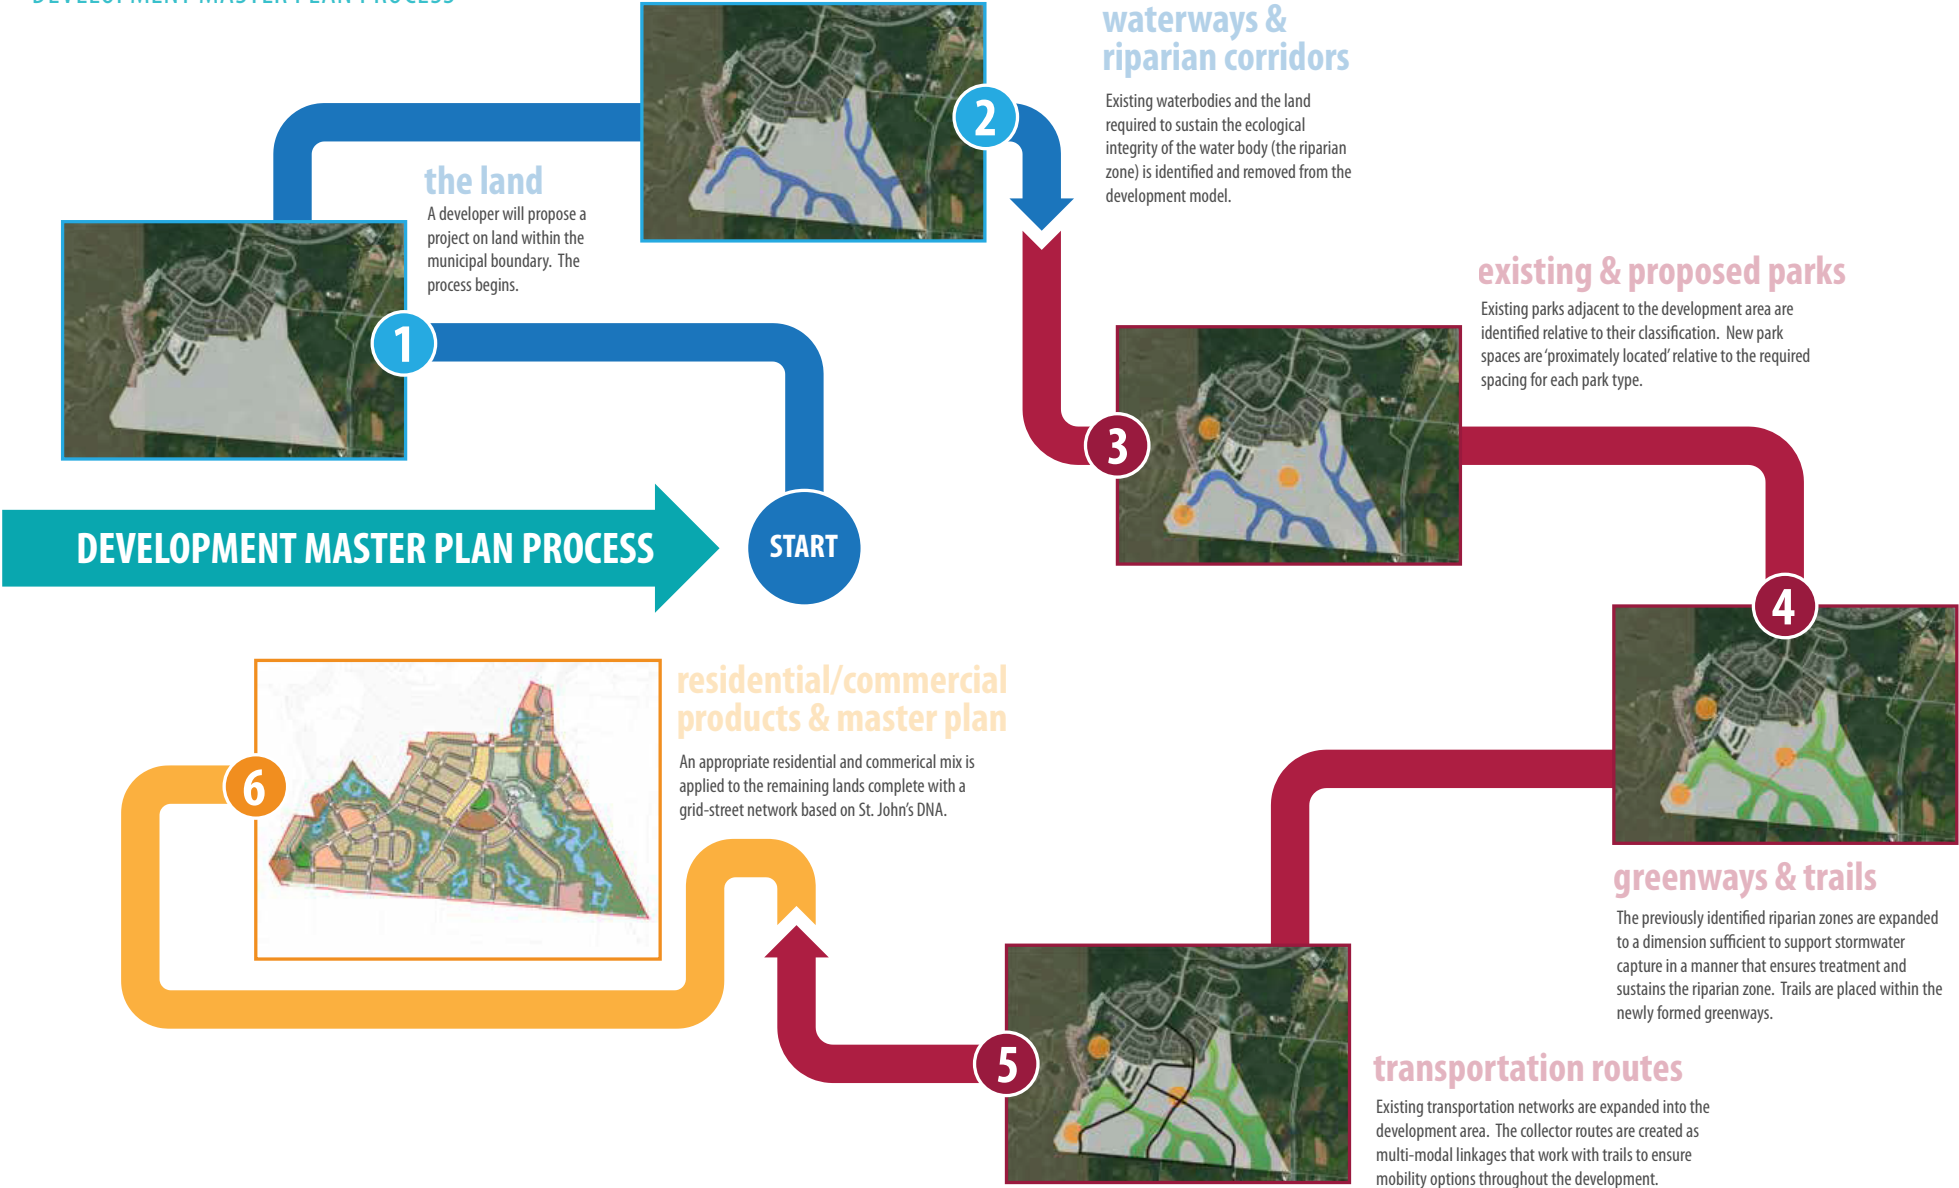 DEVELOPMENT MASTER PLAN PROCESS
DEVELOPMENT MASTER PLAN PROCESS
START
1
the land
A developer will propose a
project on land within the
municipal boundary. The
process begins.
2
waterways &
riparian corridors
Existing waterbodies and the land
required to sustain the ecological
integrity of the water body (the riparian
zone) is identified and removed from the
development model.
3
existing & proposed parks
Existing parks adjacent to the development area are
identified relative to their classification. New park
spaces are ‘proximately located’ relative to the required
spacing for each park type.
4
greenways & trails
The previously identified riparian zones are expanded
to a dimension sufficient to support stormwater
capture in a manner that ensures treatment and
sustains the riparian zone. Trails are placed within the
newly formed greenways.
5
transportation routes
Existing transportation networks are expanded into the
development area. The collector routes are created as
multi-modal linkages that work with trails to ensure
mobility options throughout the development.
6
residential/commercial
products & master plan
An appropriate residential and commerical mix is
applied to the remaining lands complete with a
grid-street network based on St. John’s DNA.